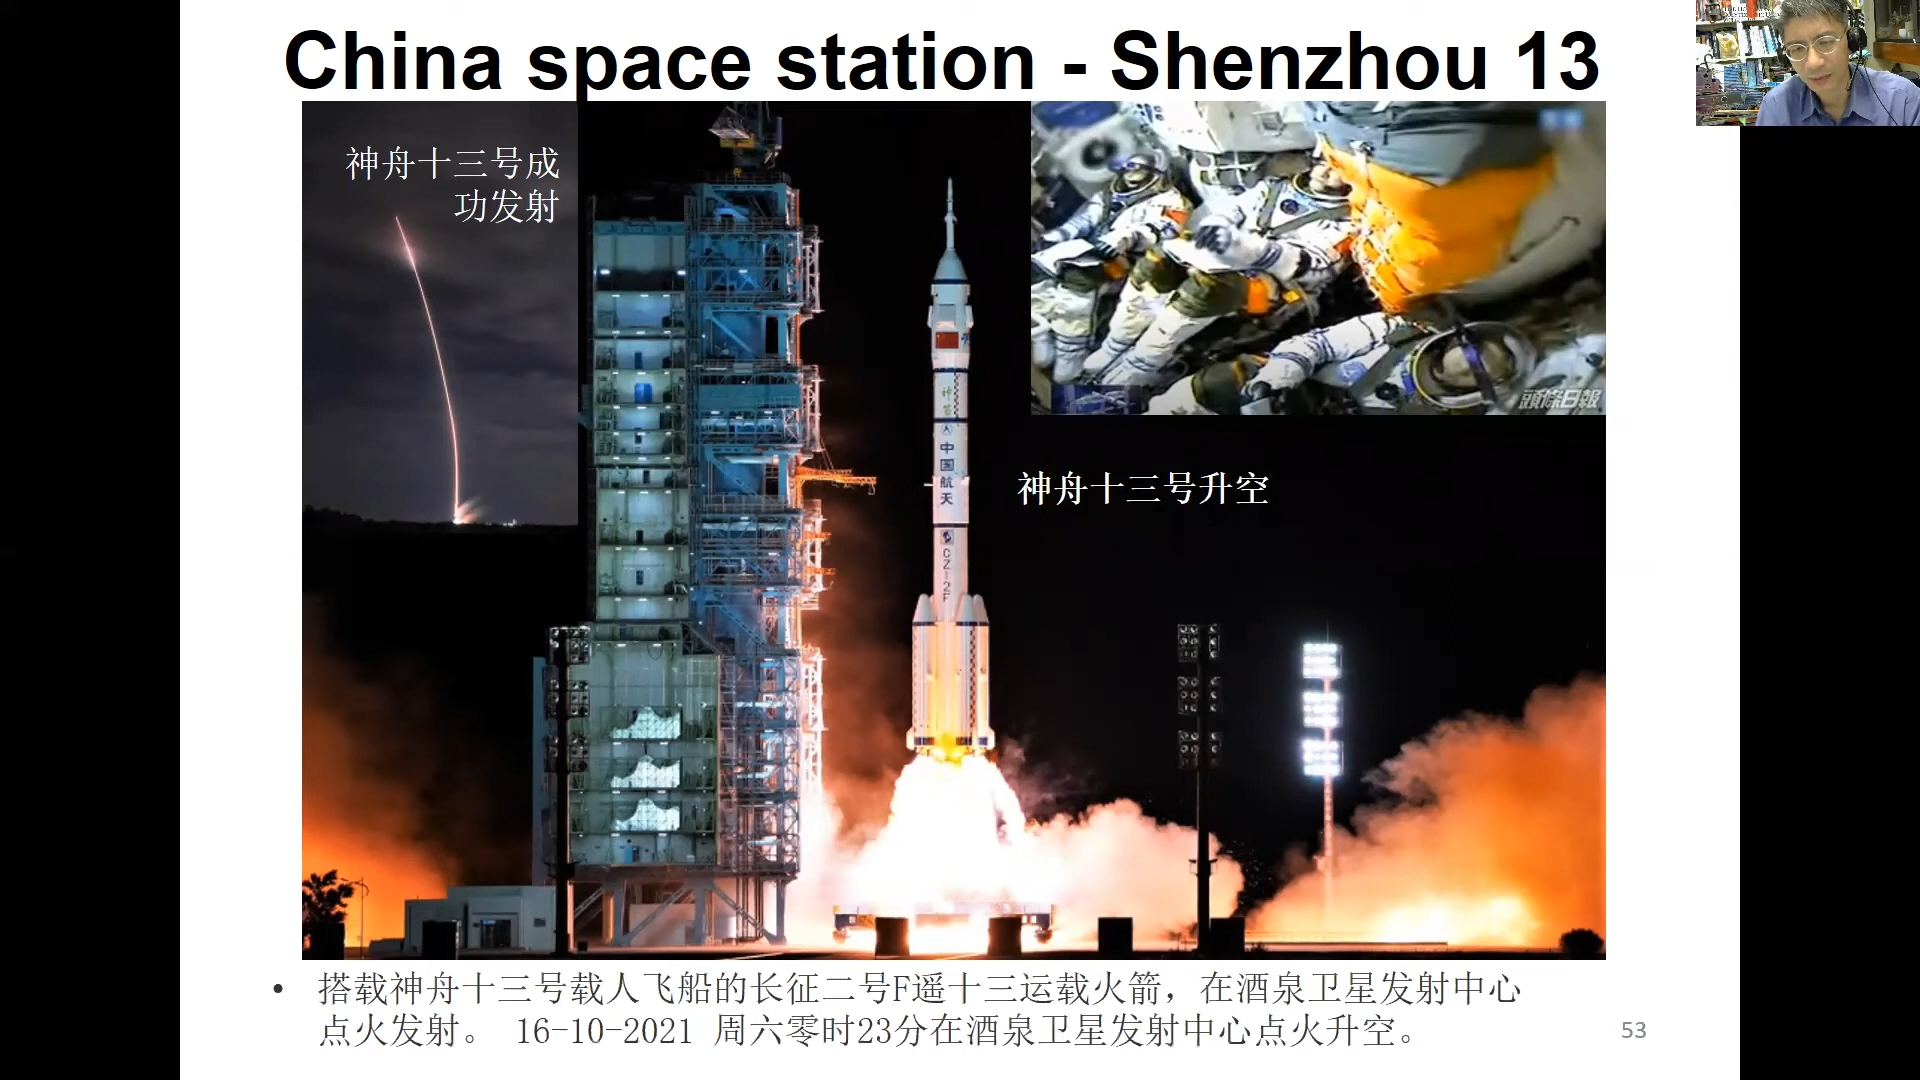 China space station - Shenzhou 13
神舟十三号成
功发射
頭條日報
中国航天
CZ-2F
神舟十三号升空
• 搭载神舟十三号载人飞船的长征二号F遥十三运载火箭，在酒泉卫星发射中心
点火发射。 16-10-2021 周六零时23分在酒泉卫星发射中心点火升空。
53